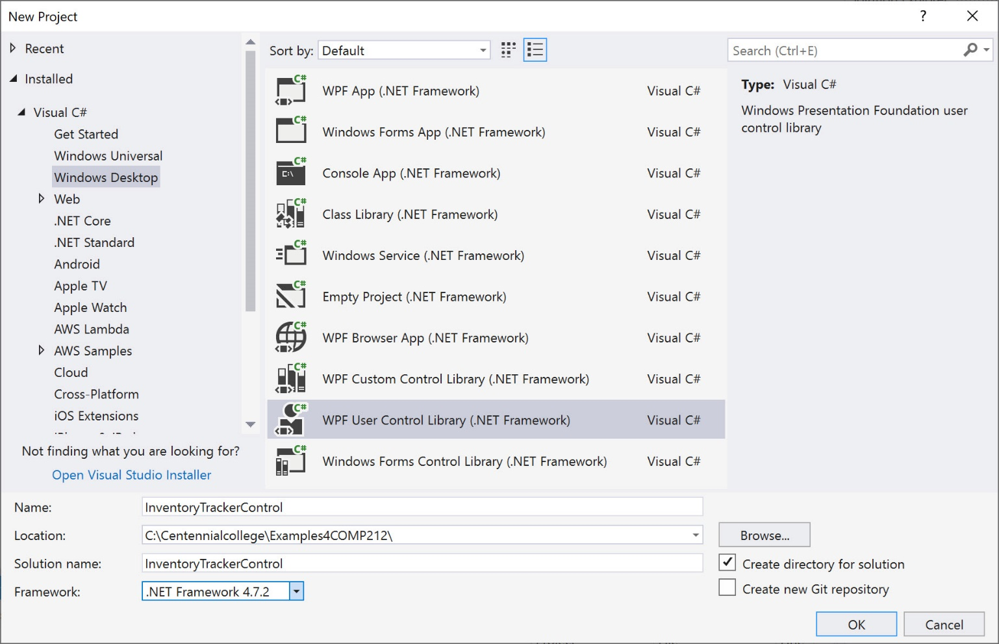 New Project
?
Recent
Installed
Visual C#
Get Started
Windows Universal
Windows Desktop
Web
.NET Core
.NET Standard
Android
Apple TV
Apple Watch
AWS Lambda
AWS Samples
Cloud
Cross-Platform
iOS Extensions
Not finding what you are looking for?
Open Visual Studio Installer
Sort by: Default
C# WPF App (.NET Framework) Visual C#
C# Windows Forms App (.NET Framework) Visual C#
C# C:\ Console App (.NET Framework) Visual C#
C# Class Library (.NET Framework) Visual C#
C# Windows Service (.NET Framework) Visual C#
C# Empty Project (.NET Framework) Visual C#
C# WPF Browser App (.NET Framework) Visual C#
C# WPF Custom Control Library (.NET Framework) Visual C#
C# WPF User Control Library (.NET Framework) Visual C#
C# Windows Forms Control Library (.NET Framework) Visual C#
Search (Ctrl+E)
Type: Visual C#
Windows Presentation Foundation user
control library
Name: InventoryTrackerControl
Location: C:\Centennialcollege\Examples4COMP212\
Browse...
Solution name: InventoryTrackerControl
Create directory for solution
Framework: .NET Framework 4.7.2
Create new Git repository
OK
Cancel